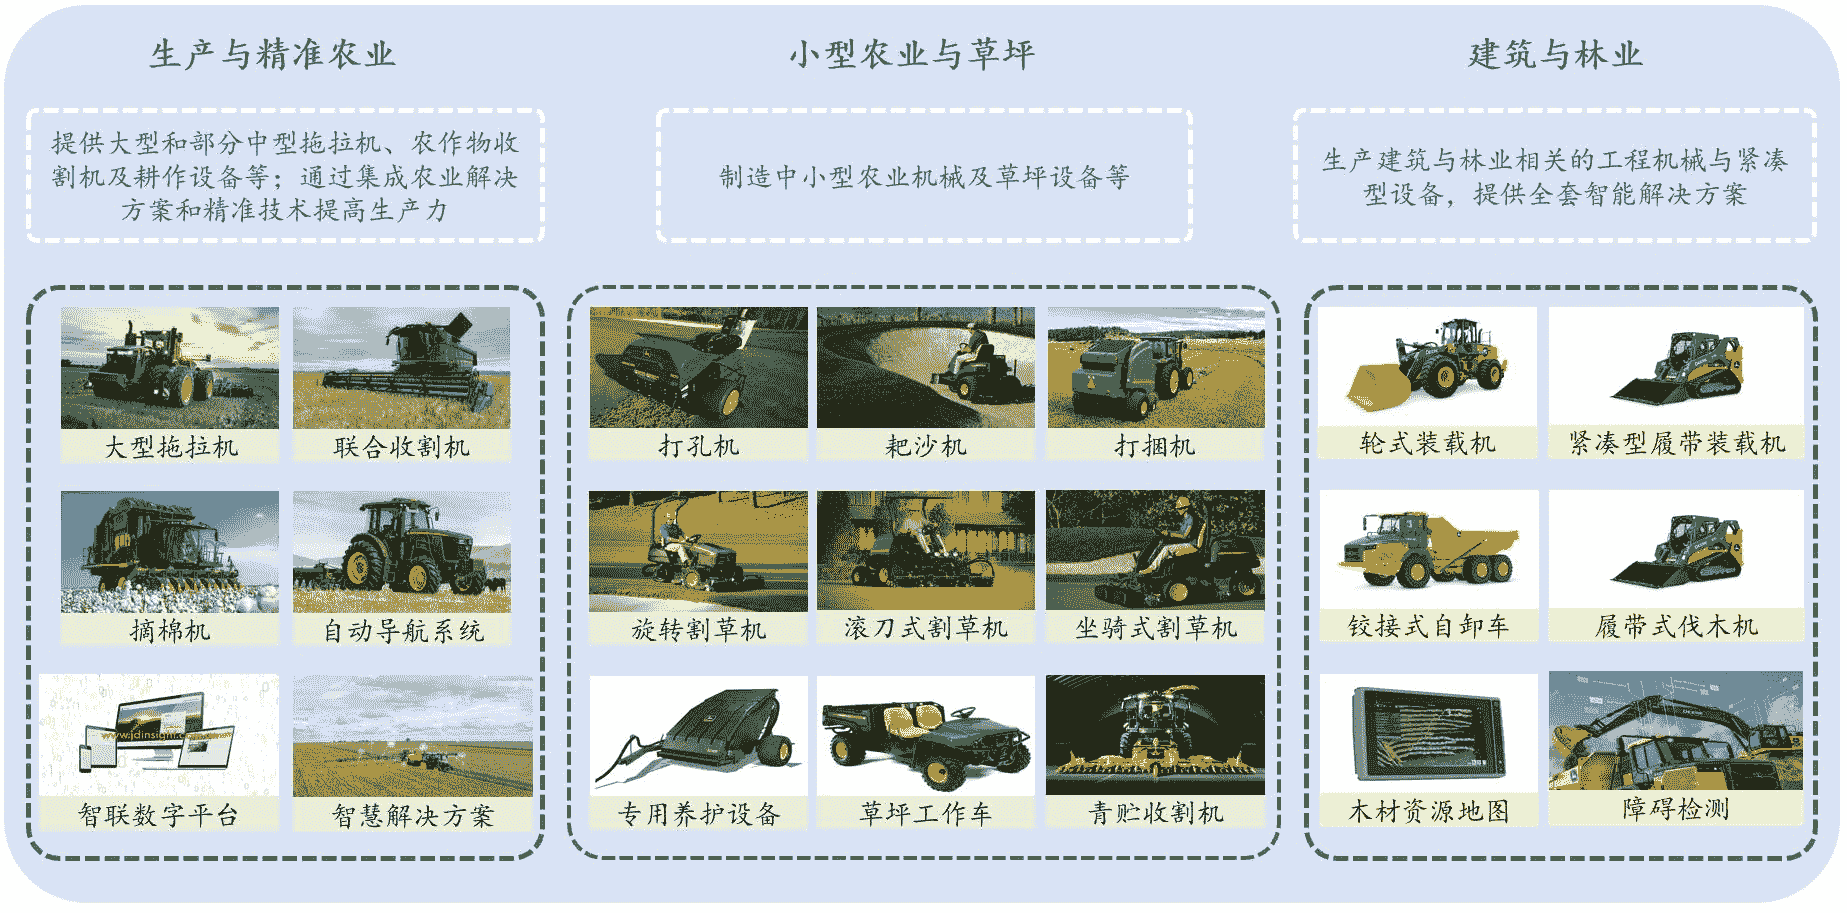 生产与精准农业
小型农业与草坪
建筑与林业
提供大型和部分中型拖拉机、农作物收
割机及耕作设备等；通过集成农业解决
方案和精准技术提高生产力
制造中小型农业机械及草坪设备等
生产建筑与林业相关的工程机械与紧凑
型设备，提供全套智能解决方案
大型拖拉机
联合收割机
摘棉机
自动导航系统
www.jdinsight.com
智联数字平台
智慧解决方案
打孔机
耙沙机
打捆机
旋转割草机
滚刀式割草机
坐骑式割草机
专用养护设备
草坪工作车
青贮收割机
轮式装载机
紧凑型履带装载机
铰接式自卸车
履带式伐木机
木材资源地图
障碍检测